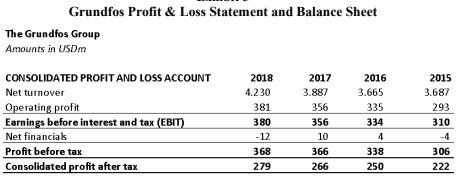 Grundfos Profit & Loss Statement and Balance Sheet
The Grundfos Group
Amounts in USDm
CONSOLIDATED PROFIT AND LOSS ACCOUNT 2018 2017 2016 2015
Net turnover 4.230 3.887 3.665 3.687
Operating profit 381 356 335 293
Earnings before interest and tax (EBIT) 380 356 334 310
Net financials -12 10 4 -4
Profit before tax 368 366 338 306
Consolidated profit after tax 279 266 250 222